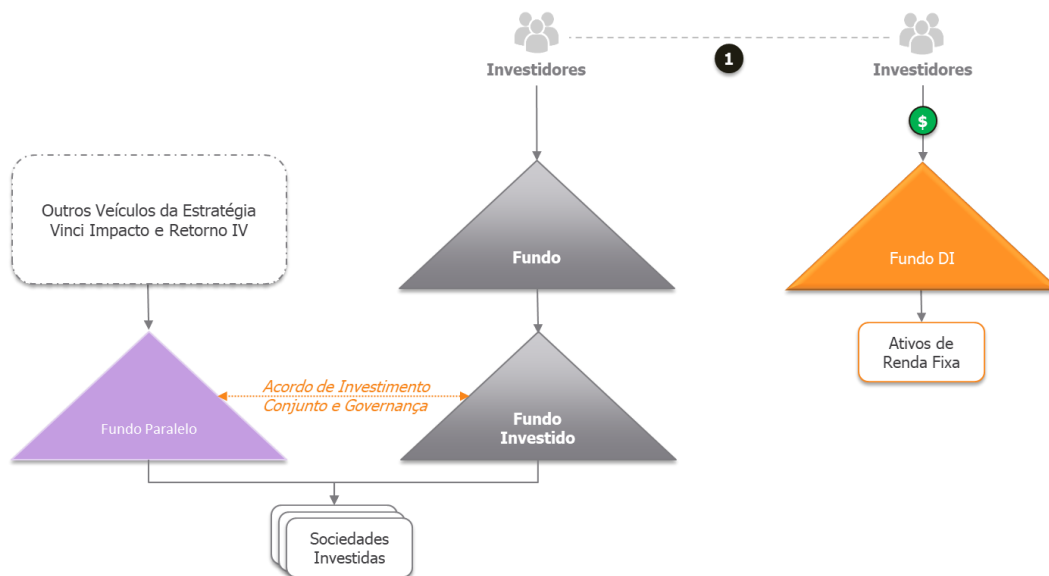 1
Investidores
Investidores
$
Outros Veículos da Estratégia
Vinci Impacto e Retorno IV
Fundo
Fundo DI
Ativos de
Renda Fixa
Acordo de Investimento
Conjunto e Governança
Fundo Paralelo
Fundo
Investido
Sociedades
Investidas